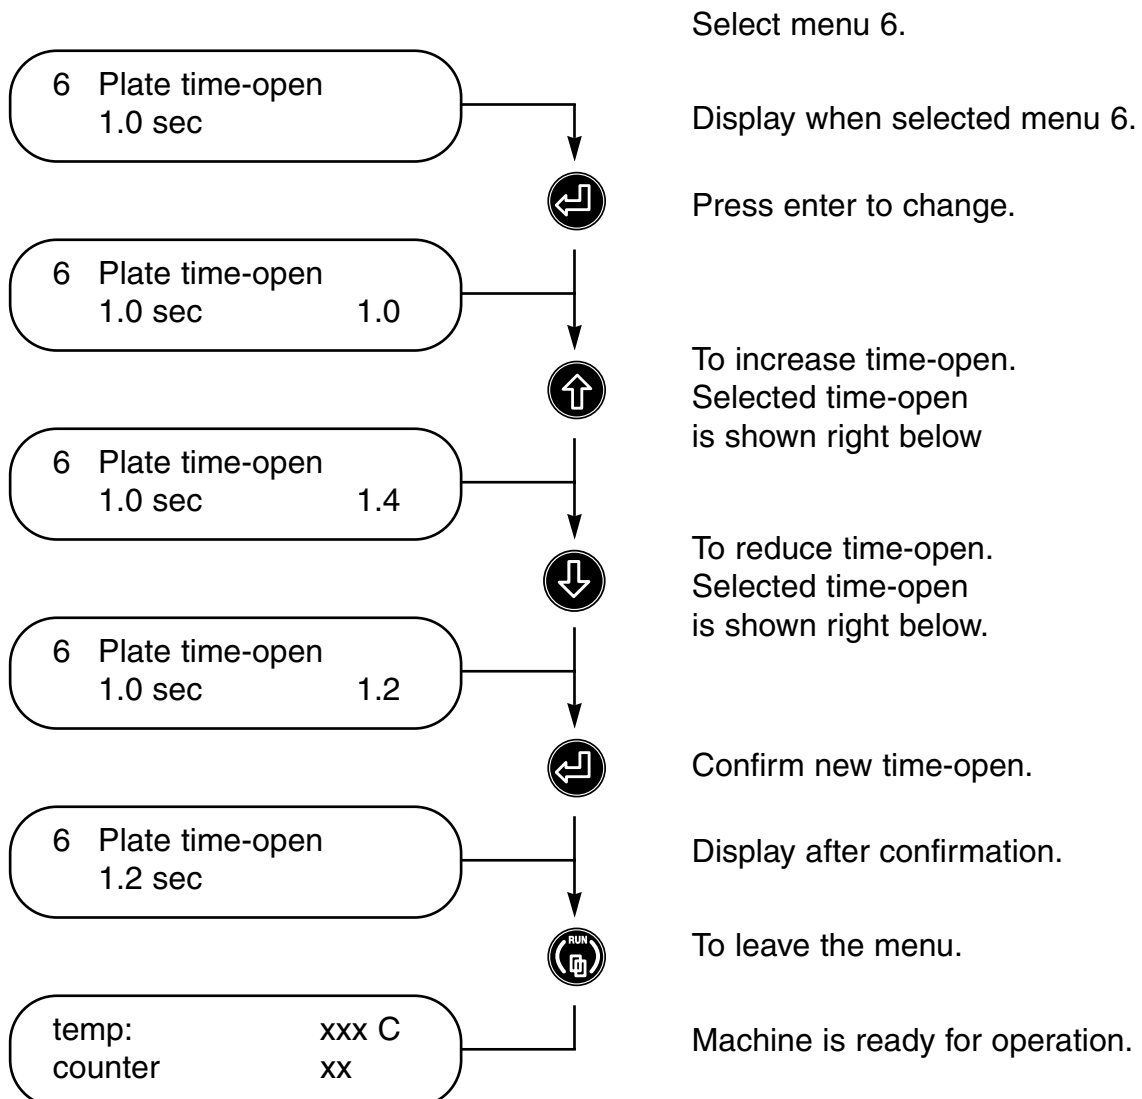 Select menu 6.
6 Plate time-open
1.0 sec
Display when selected menu 6.
Press enter to change.
6 Plate time-open
1.0 sec 1.0
To increase time-open.
Selected time-open
is shown right below
6 Plate time-open
1.0 sec 1.4
To reduce time-open.
Selected time-open
is shown right below.
6 Plate time-open
1.0 sec 1.2
Confirm new time-open.
6 Plate time-open
1.2 sec
Display after confirmation.
RUN
To leave the menu.
temp: xxx C
counter xx
Machine is ready for operation.